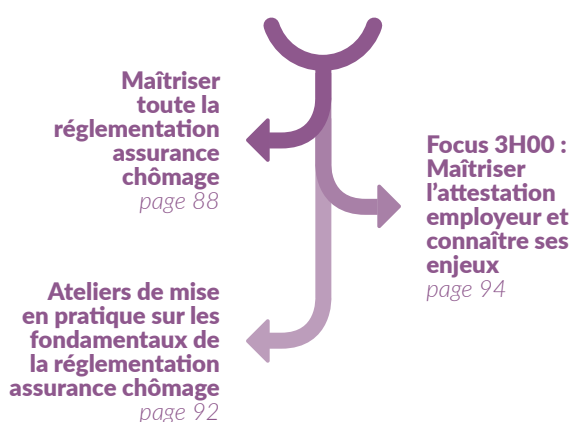 Maîtriser
toute la
réglementation
assurance
chômage
page 88
Focus 3H00 :
Maîtriser
l'attestation
employeur et
connaître ses
enjeux
page 94
Ateliers de mise
en pratique sur les
fondamentaux de
la réglementation
assurance chômage
page 92